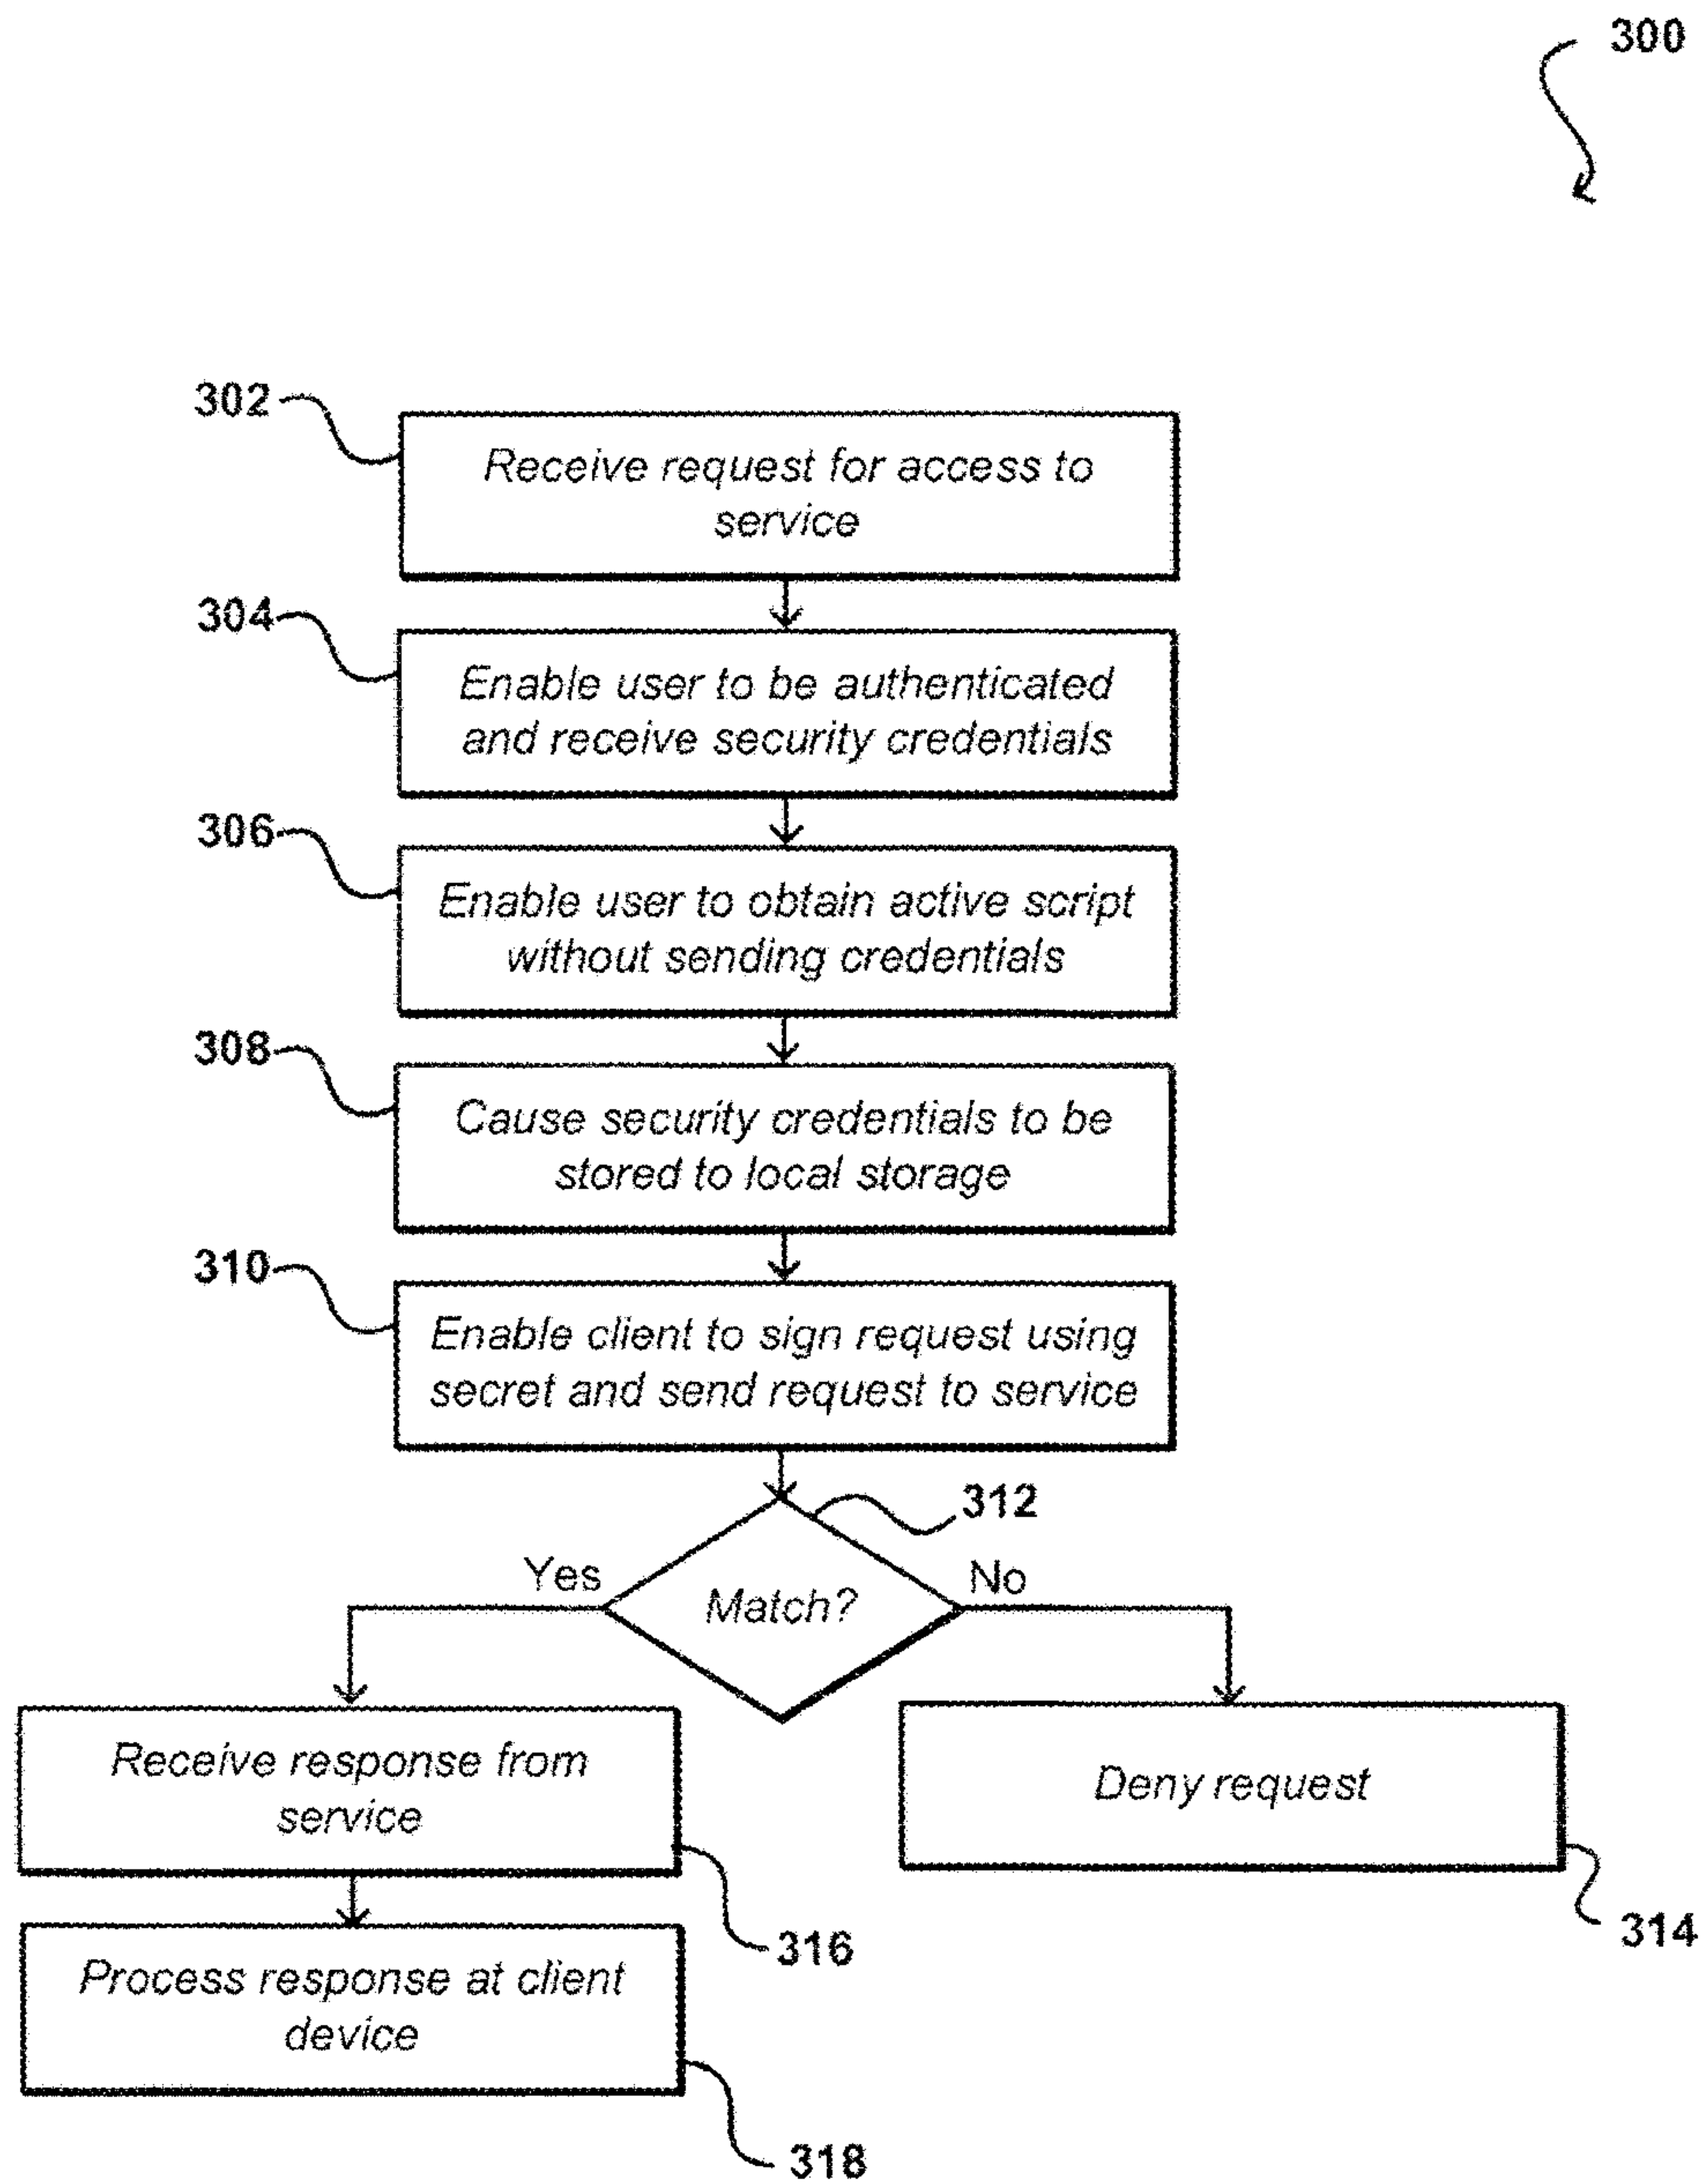 300
302
Receive request for access to
service
304
Enable user to be authenticated
and receive security credentials
306
Enable user to obtain active script
without sending credentials
308
Cause security credentials to be
stored to local storage
310
Enable client to sign request using
secret and send request to service
312
Yes
Match?
No
Receive response from
service
316
Deny request
314
Process response at client
device
318